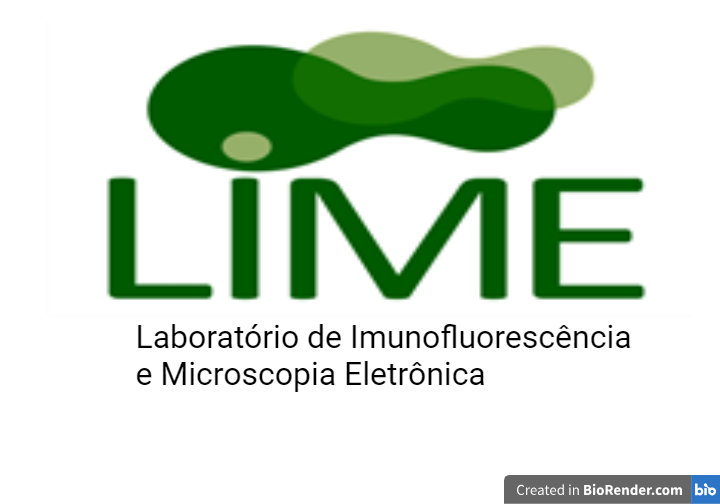 LIME
Laboratório de Imunofluorescência
e Microscopia Eletrônica
Created in BioRender.com bio